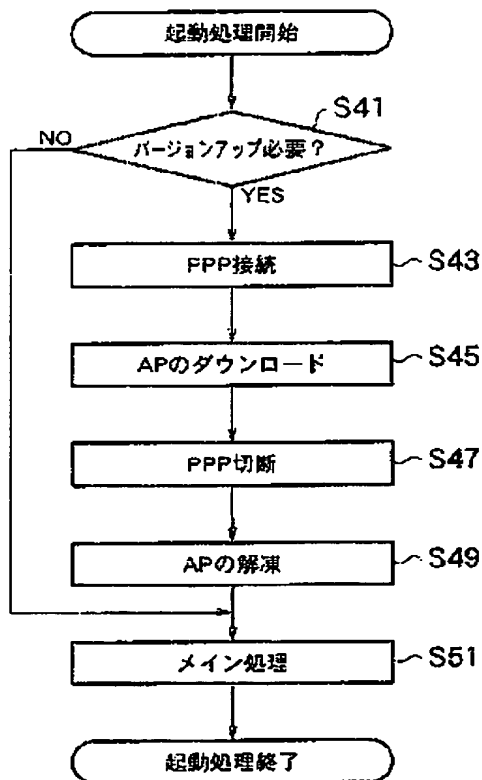 起動処理開始
S41
NO
バージョンアップ必要？
YES
PPP接続
S43
APのダウンロード
S45
PPP切断
S47
APの解凍
S49
メイン処理
S51
起動処理終了